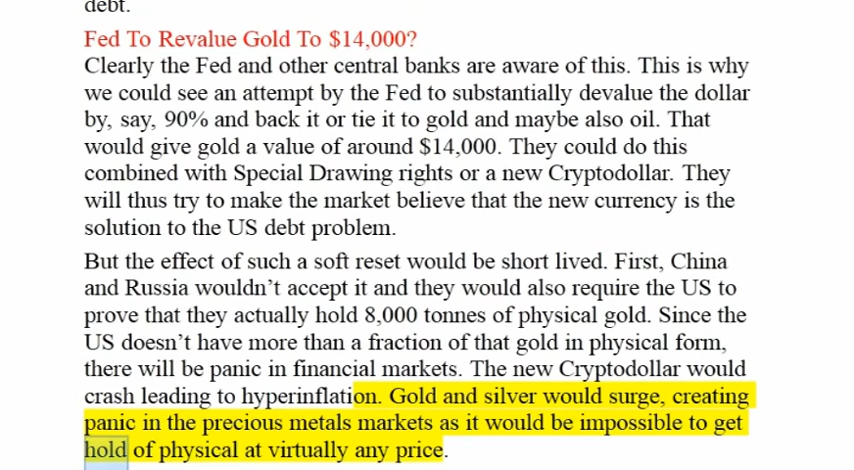 debt.
Fed To Revalue Gold To $14,000?
Clearly the Fed and other central banks are aware of this. This is why
we could see an attempt by the Fed to substantially devalue the dollar
by, say, 90% and back it or tie it to gold and maybe also oil. That
would give gold a value of around $14,000. They could do this
combined with Special Drawing rights or a new Cryptodollar. They
will thus try to make the market believe that the new currency is the
solution to the US debt problem.
But the effect of such a soft reset would be short lived. First, China
and Russia wouldn’t accept it and they would also require the US to
prove that they actually hold 8,000 tonnes of physical gold. Since the
US doesn’t have more than a fraction of that gold in physical form,
there will be panic in financial markets. The new Cryptodollar would
crash leading to hyperinflation. Gold and silver would surge, creating
panic in the precious metals markets as it would be impossible to get
hold of physical at virtually any price.